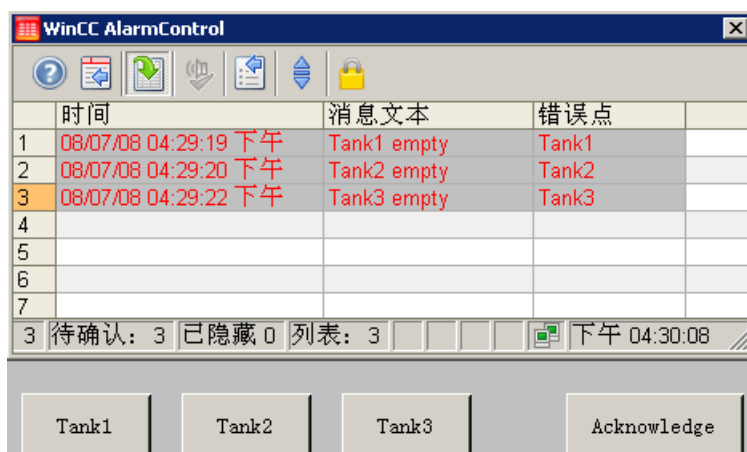 WinCC AlarmControl
时间 消息文本 错误点
1 08/07/08 04:29:19 下午 Tank1 empty Tank1
2 08/07/08 04:29:20 下午 Tank2 empty Tank2
3 08/07/08 04:29:22 下午 Tank3 empty Tank3
4
5
6
7
3 待确认: 3 已隐藏 0 列表: 3 下午 04:30:08
Tank1 Tank2 Tank3 Acknowledge